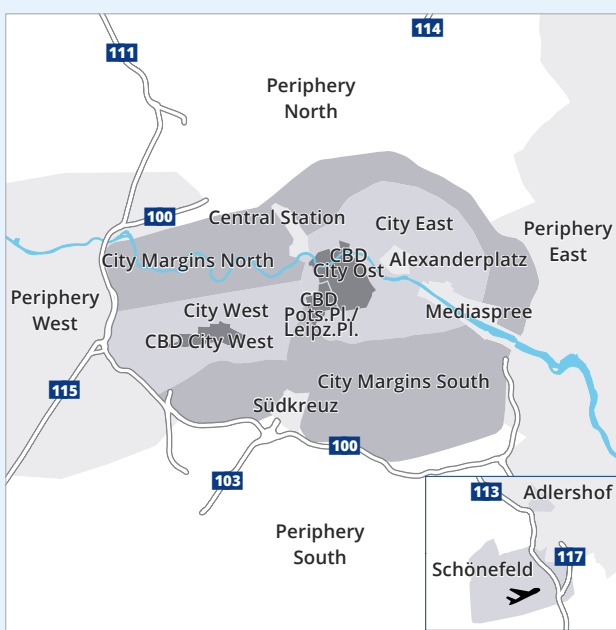 114
111
Periphery
North
100
Central Station
City East
Periphery
East
City Margins North
CBD
City Ost
Alexanderplatz
Periphery
West
City West
CBD
Pots.Pl./
Leipz.Pl.
Mediaspree
CBD City West
City Margins South
115
Südkreuz
100
103
113
Adlershof
Periphery
South
117
Schönefeld